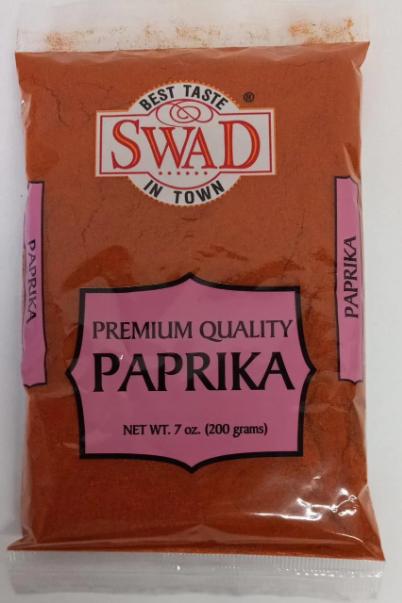 BEST TASTE
SWAD®
IN TOWN
PAPRIKA
PAPRIKA
PREMIUM QUALITY
PAPRIKA
NET WT. 7 oz. (200 grams)